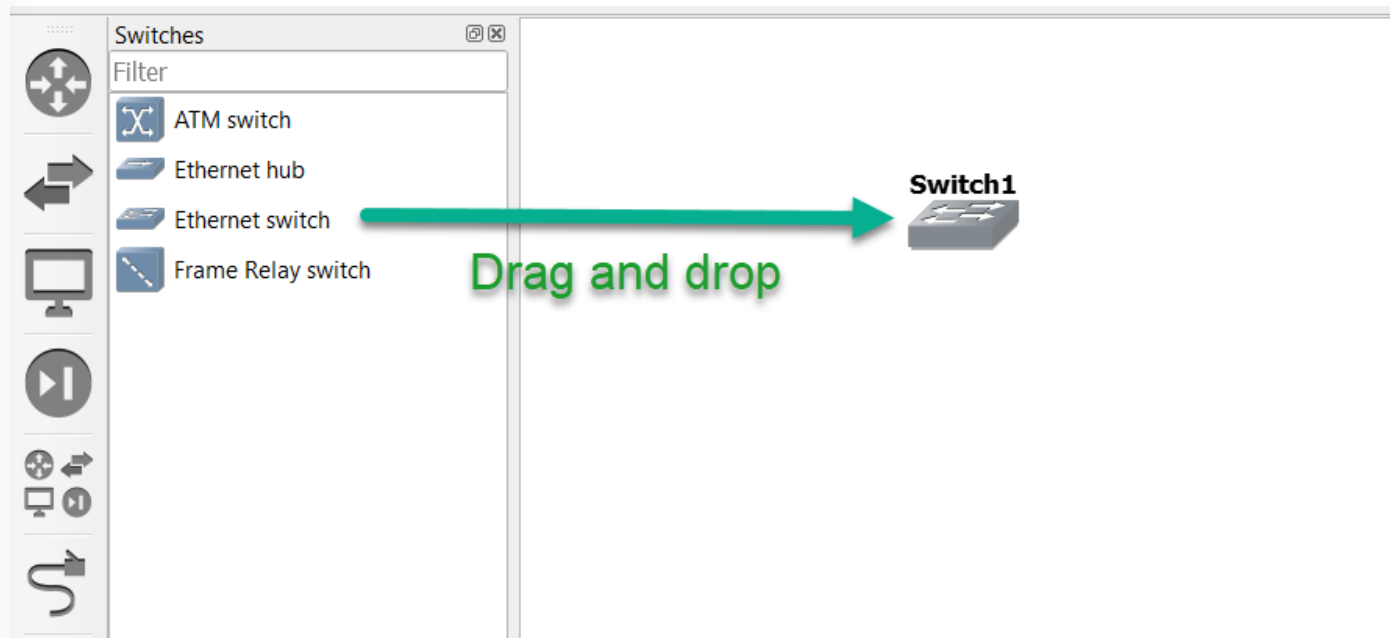 Switches
Filter
ATM switch
Ethernet hub
Ethernet switch
Frame Relay switch
Switch1
Drag and drop